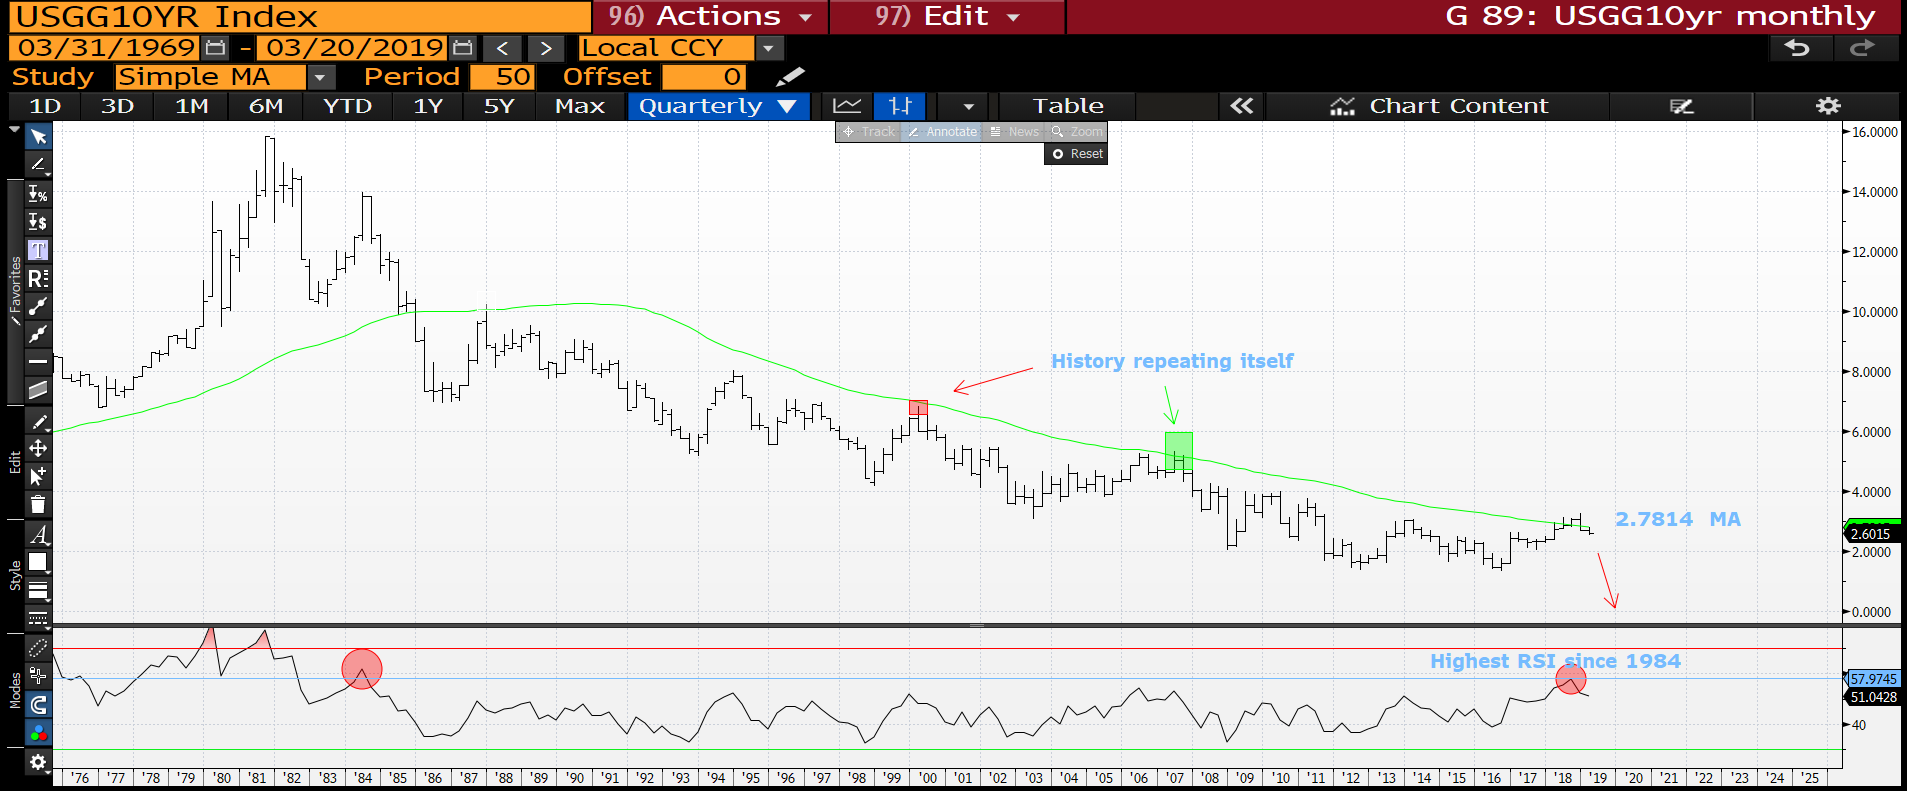 USGG10YR Index 96) Actions 97) Edit G 89: USGG10yr monthly
03/31/1969 - 03/20/2019 < > Local CCY
Study Simple MA Period 50 Offset 0
1D 3D 1M 6M YTD 1Y 5Y Max Quarterly Table Chart Content
Track Annotate News Zoom
Reset
16.0000
14.0000
12.0000
10.0000
8.0000
6.0000
4.0000
2.6015
2.0000
0.0000
Favorites
Edit
Style
Modes
% 
$
T
R
A
History repeating itself
2.7814 MA
Highest RSI since 1984
57.9745
51.0428
40
'76 '77 '78 '79 '80 '81 '82 '83 '84 '85 '86 '87 '88 '89 '90 '91 '92 '93 '94 '95 '96 '97 '98 '99 '00 '01 '02 '03 '04 '05 '06 '07 '08 '09 '10 '11 '12 '13 '14 '15 '16 '17 '18 '19 '20 '21 '22 '23 '24 '25